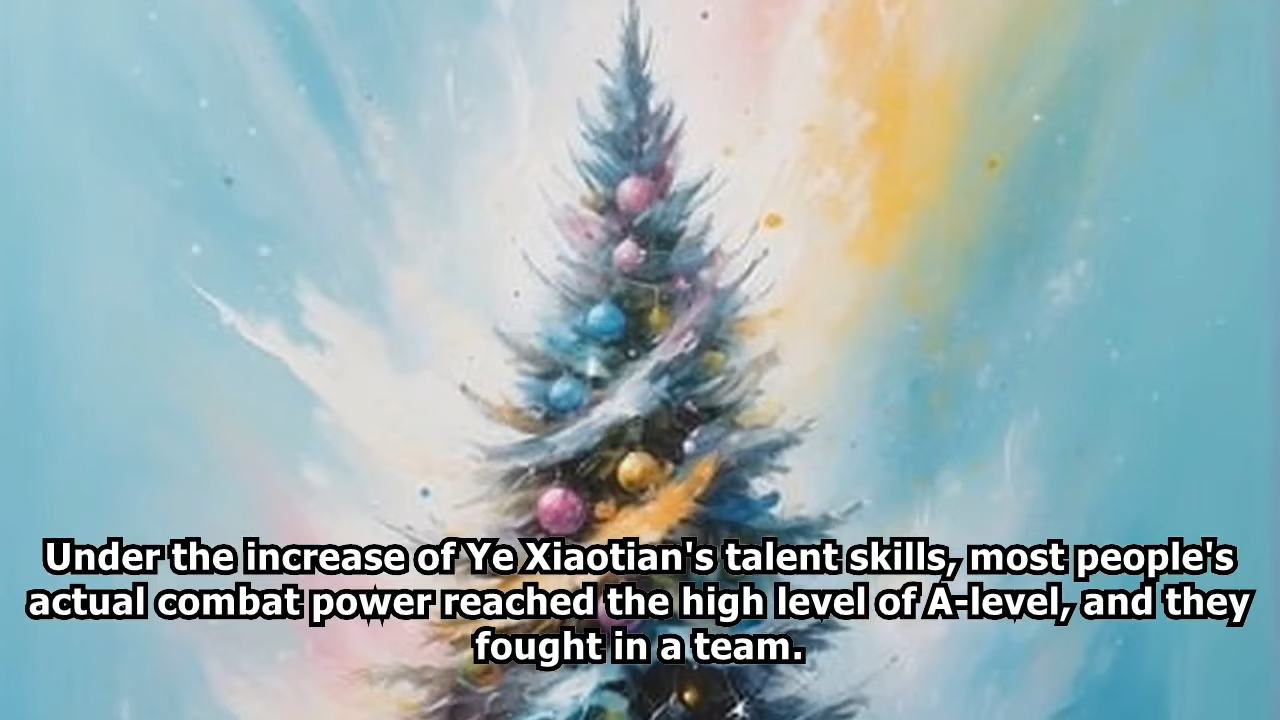 Under the increase of Ye Xiaotian's talent skills, most people's
actual combat power reached the high level of A-level, and they
fought in a team.